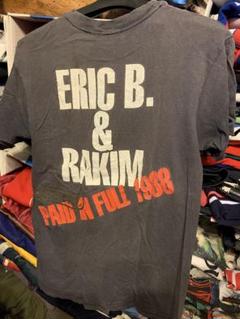 ERIC B.
&
RAKIM
PAID IN FULL 1988